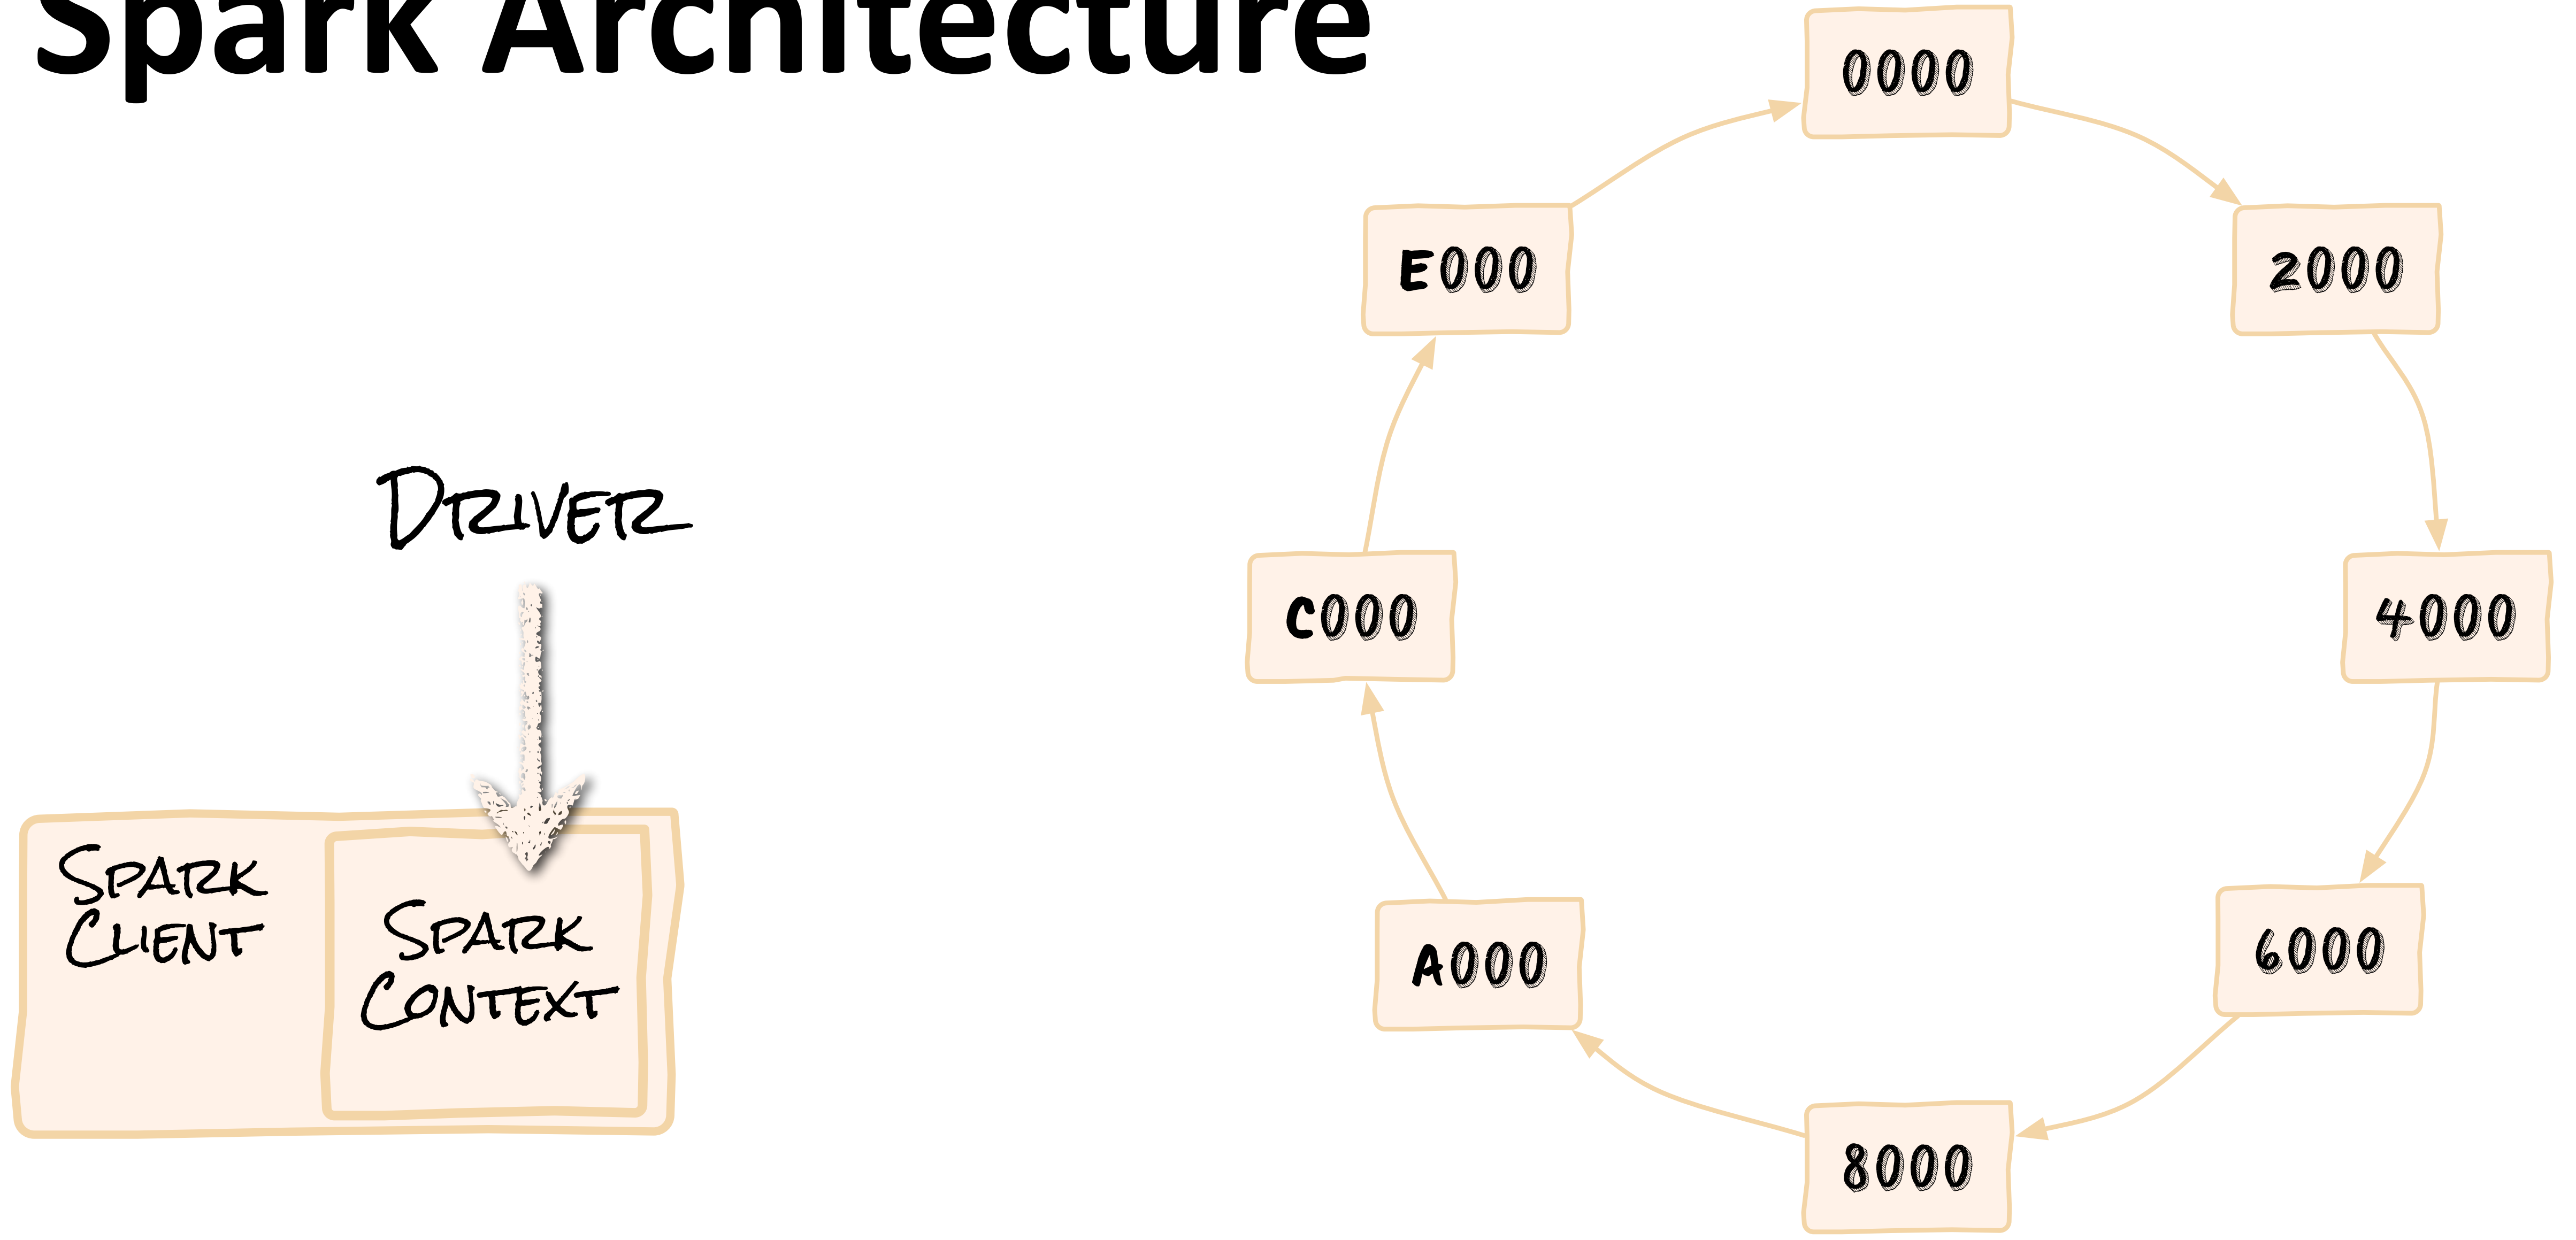 Spark Architecture
0000
E000
2000
Driver
C000
4000
Spark
Client
Spark
Context
A000
6000
8000